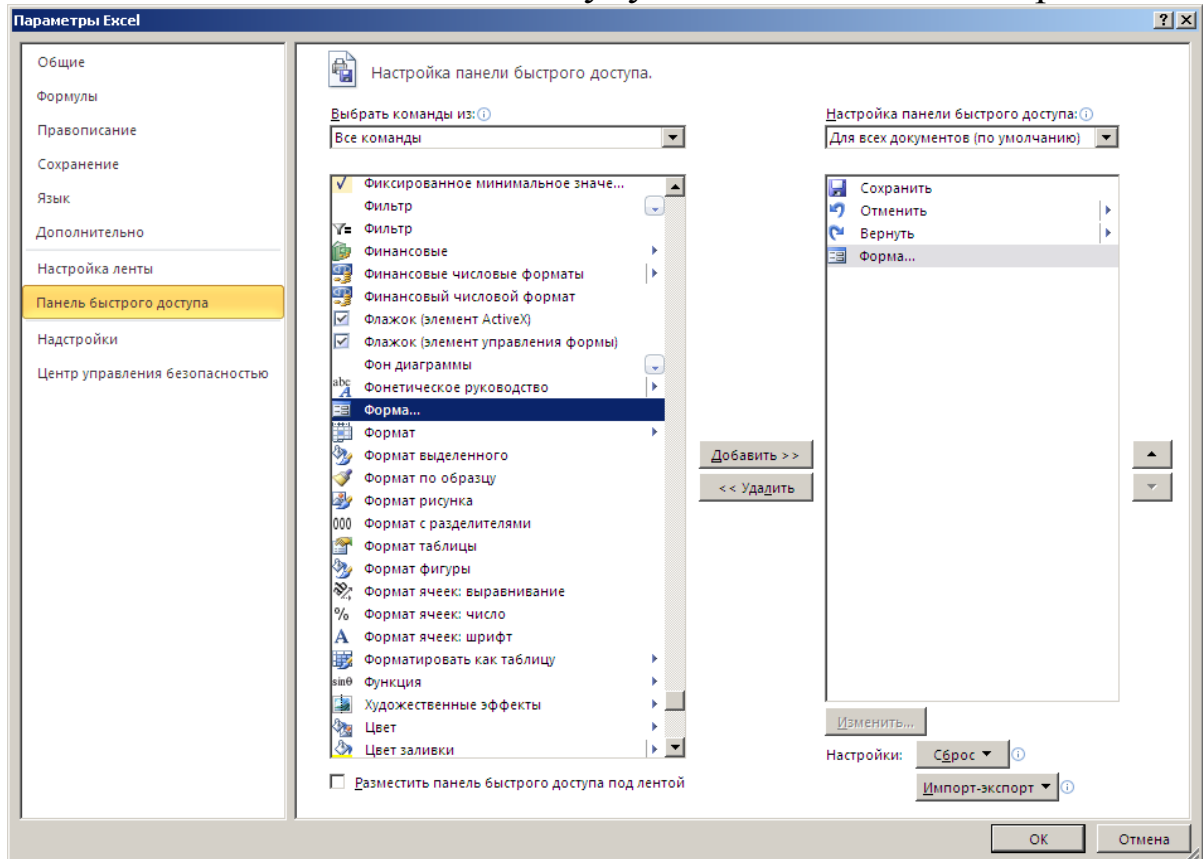 Параметры Excel
Общие
Формулы
Правописание
Сохранение
Язык
Дополнительно
Настройка ленты
Панель быстрого доступа
Надстройки
Центр управления безопасностью
Настройка панели быстрого доступа.
Выбрать команды из:
Все команды
Фиксированное минимальное значе...
Фильтр
Фильтр
Финансовые
Финансовые числовые форматы
Финансовый числовой формат
Флажок (элемент ActiveX)
Флажок (элемент управления формы)
Фон диаграммы
Фонетическое руководство
Форма...
Формат
Формат выделенного
Формат по образцу
Формат рисунка
000 Формат с разделителями
Формат таблицы
Формат фигуры
Формат ячеек: выравнивание
% Формат ячеек: число
A Формат ячеек: шрифт
Форматировать как таблицу
sinθ Функция
Художественные эффекты
Цвет
Цвет заливки
Разместить панель быстрого доступа под лентой
Добавить >>
<< Удалить
Настройка панели быстрого доступа:
Для всех документов (по умолчанию)
Сохранить
Отменить
Вернуть
Форма...
Изменить...
Настройки: Сброс
Импорт-экспорт
ОК Отмена